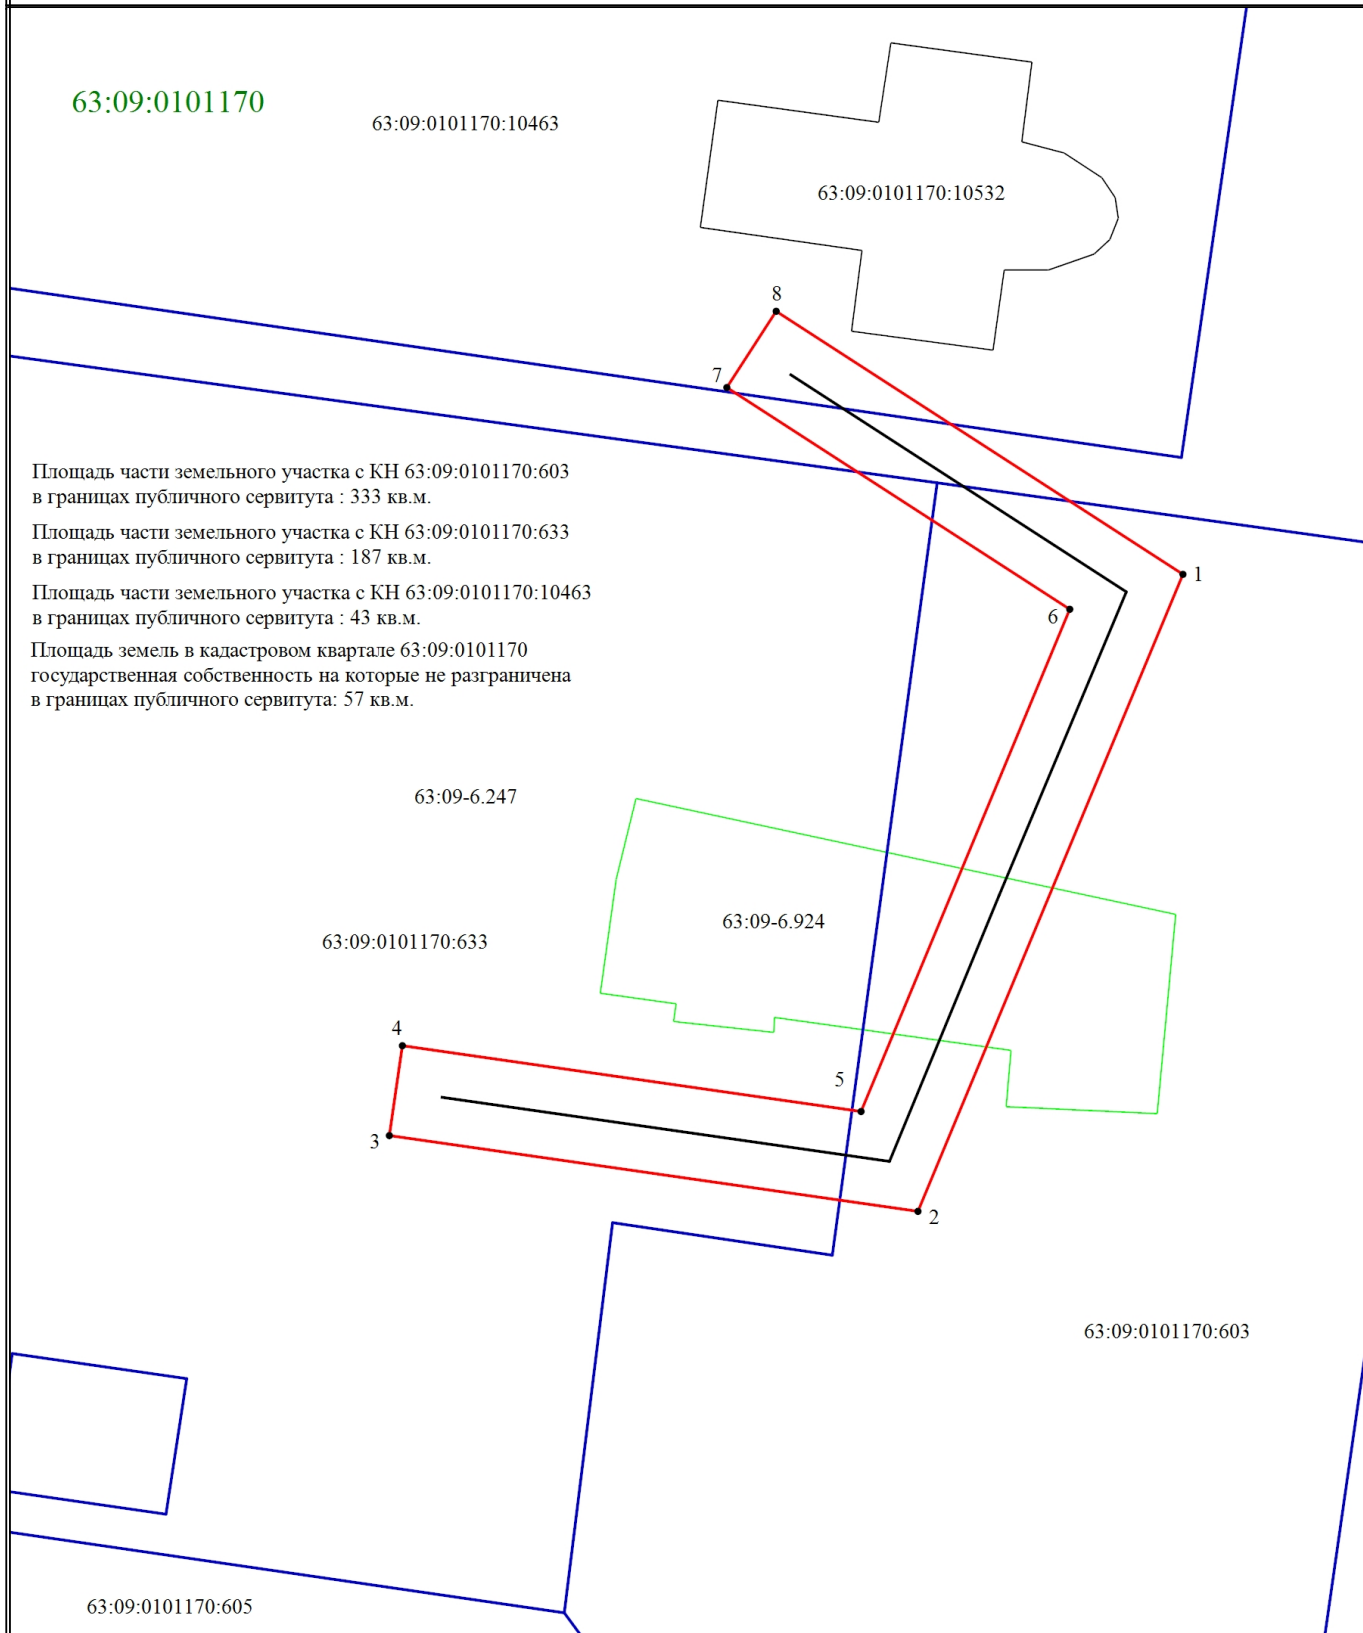 63:09:0101170
63:09:0101170:10463
63:09:0101170:10532
8
7
Площадь части земельного участка с КН 63:09:0101170:603
в границах публичного сервитута : 333 кв.м.
Площадь части земельного участка с КН 63:09:0101170:633
в границах публичного сервитута : 187 кв.м.
Площадь части земельного участка с КН 63:09:0101170:10463
в границах публичного сервитута : 43 кв.м.
Площадь земель в кадастровом квартале 63:09:0101170
государственная собственность на которые не разграничена
в границах публичного сервитута: 57 кв.м.
1
6
63:09-6.247
63:09-6.924
63:09:0101170:633
4
5
3
2
63:09:0101170:603
63:09:0101170:605